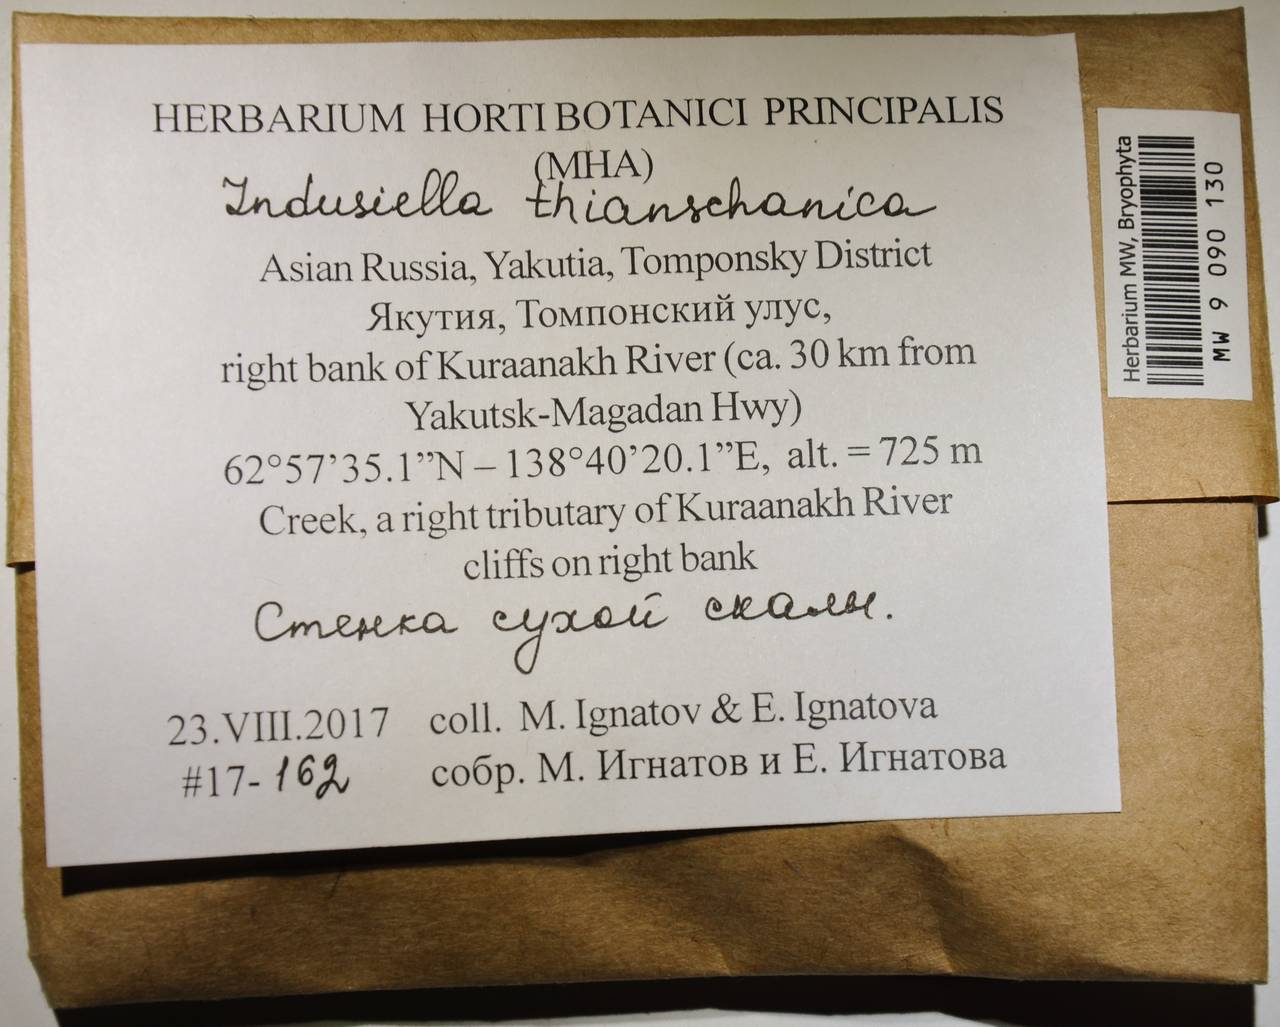 HERBARIUM HORTI BOTANICI PRINCIPALIS
(MHA)
Indusiella thianschanica
Asian Russia, Yakutia, Tomponsky District
Якутия, Томпонский улус,
right bank of Kuraanakh River (ca. 30 km from
Yakutsk-Magadan Hwy)
62°57’35.1”N – 138°40’20.1”E, alt. = 725 m
Creek, a right tributary of Kuraanakh River
cliffs on right bank
Стенка сухой скалы.
23.VIII.2017 coll. M. Ignatov & E. Ignatova
#17-162 собр. М. Игнатов и Е. Игнатова
Herbarium MW, Bryophyta
MW 9 090 130